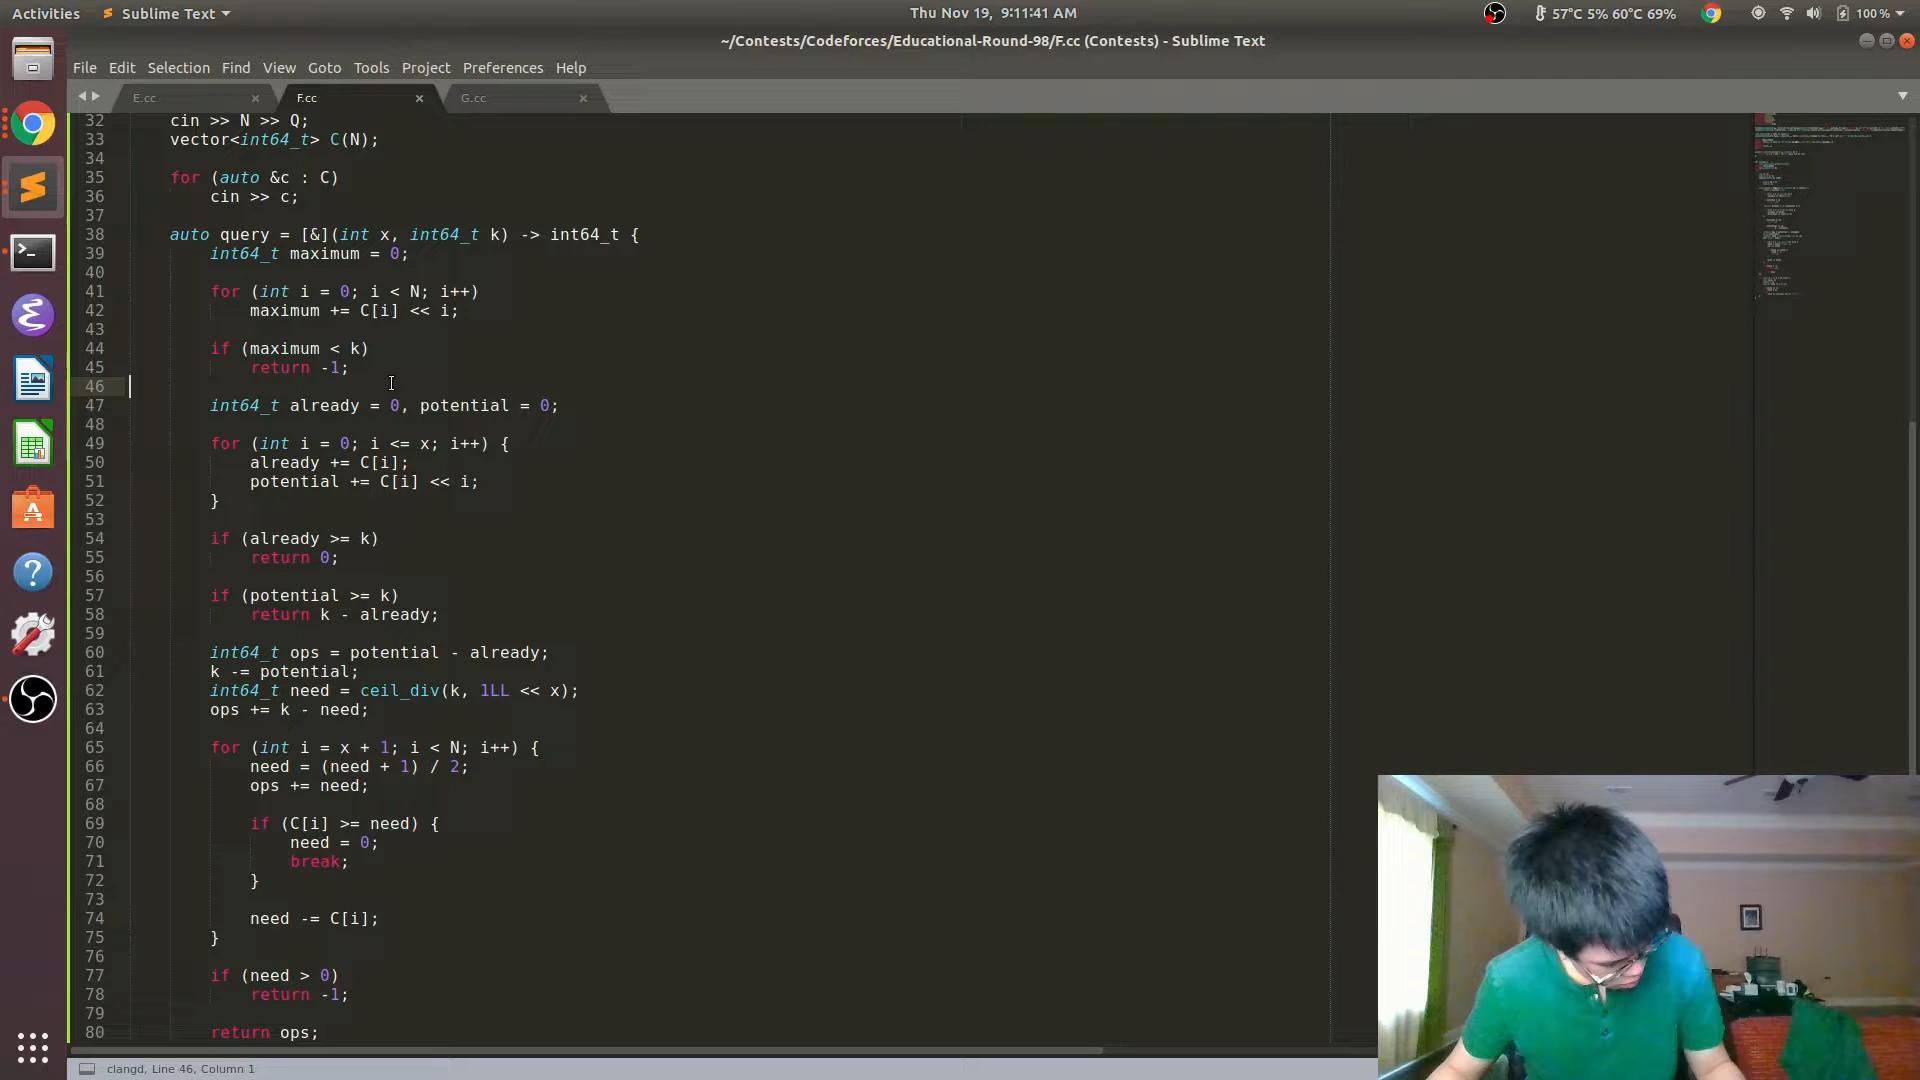 Activities Sublime Text Thu Nov 19, 9:11:41 AM 57°C 5% 60°C 69% 100%
~/Contests/Codeforces/Educational-Round-98/F.cc (Contests) - Sublime Text
File Edit Selection Find View Goto Tools Project Preferences Help
E.cc F.cc G.cc
32 cin >> N >> Q;
33 vector<int64_t> C(N);
34
35 for (auto &c : C)
36 cin >> c;
37
38 auto query = [&](int x, int64_t k) -> int64_t {
39 int64_t maximum = 0;
40
41 for (int i = 0; i < N; i++)
42 maximum += C[i] << i;
43
44 if (maximum < k)
45 return -1;
46
47 int64_t already = 0, potential = 0;
48
49 for (int i = 0; i <= x; i++) {
50 already += C[i];
51 potential += C[i] << i;
52 }
53
54 if (already >= k)
55 return 0;
56
57 if (potential >= k)
58 return k - already;
59
60 int64_t ops = potential - already;
61 k -= potential;
62 int64_t need = ceil_div(k, 1LL << x);
63 ops += k - need;
64
65 for (int i = x + 1; i < N; i++) {
66 need = (need + 1) / 2;
67 ops += need;
68
69 if (C[i] >= need) {
70 need = 0;
71 break;
72 }
73
74 need -= C[i];
75 }
76
77 if (need > 0)
78 return -1;
79
80 return ops;
clangd, Line 46, Column 1